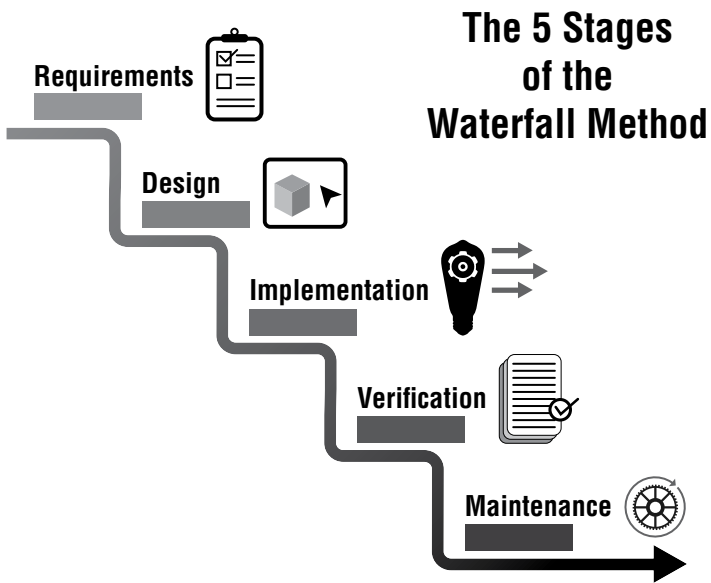 The 5 Stages
of the
Waterfall Method
Requirements
Design
Implementation
Verification
Maintenance